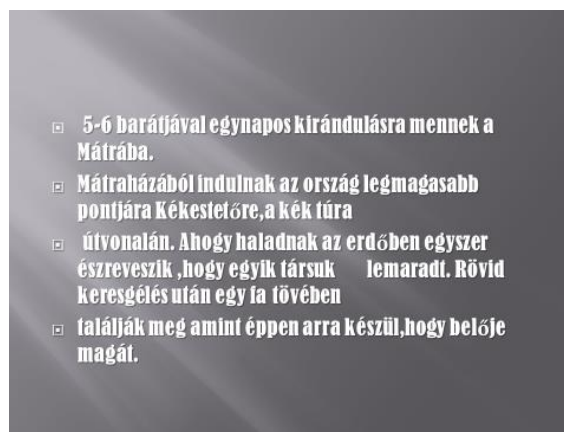 5-6 barátjával egynapos kirándulásra mennek a
Mátrába.
Mátraházából indulnak az ország legmagasabb
pontjára Kékestetőre,a kék túra
útvonalán. Ahogy haladnak az erdőben egyszer
észreveszik ,hogy egyik társuk lemaradt. Rövid
keresgélés után egy fa tövében
találják meg amint éppen arra készül,hogy belője
magát.